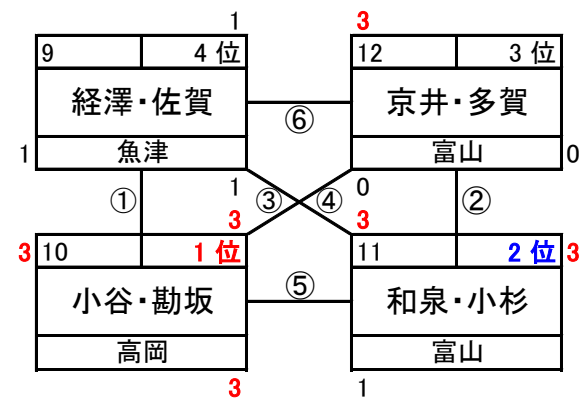 1 3
9 4位 12 3位
経澤・佐賀 京井・多賀
⑥
1 魚津 富山 0
① 1 ③ ④ 0 ②
3 3
3 10 1位 11 2位 3
小谷・勘坂 ⑤ 和泉・小杉
高岡 富山
3 1